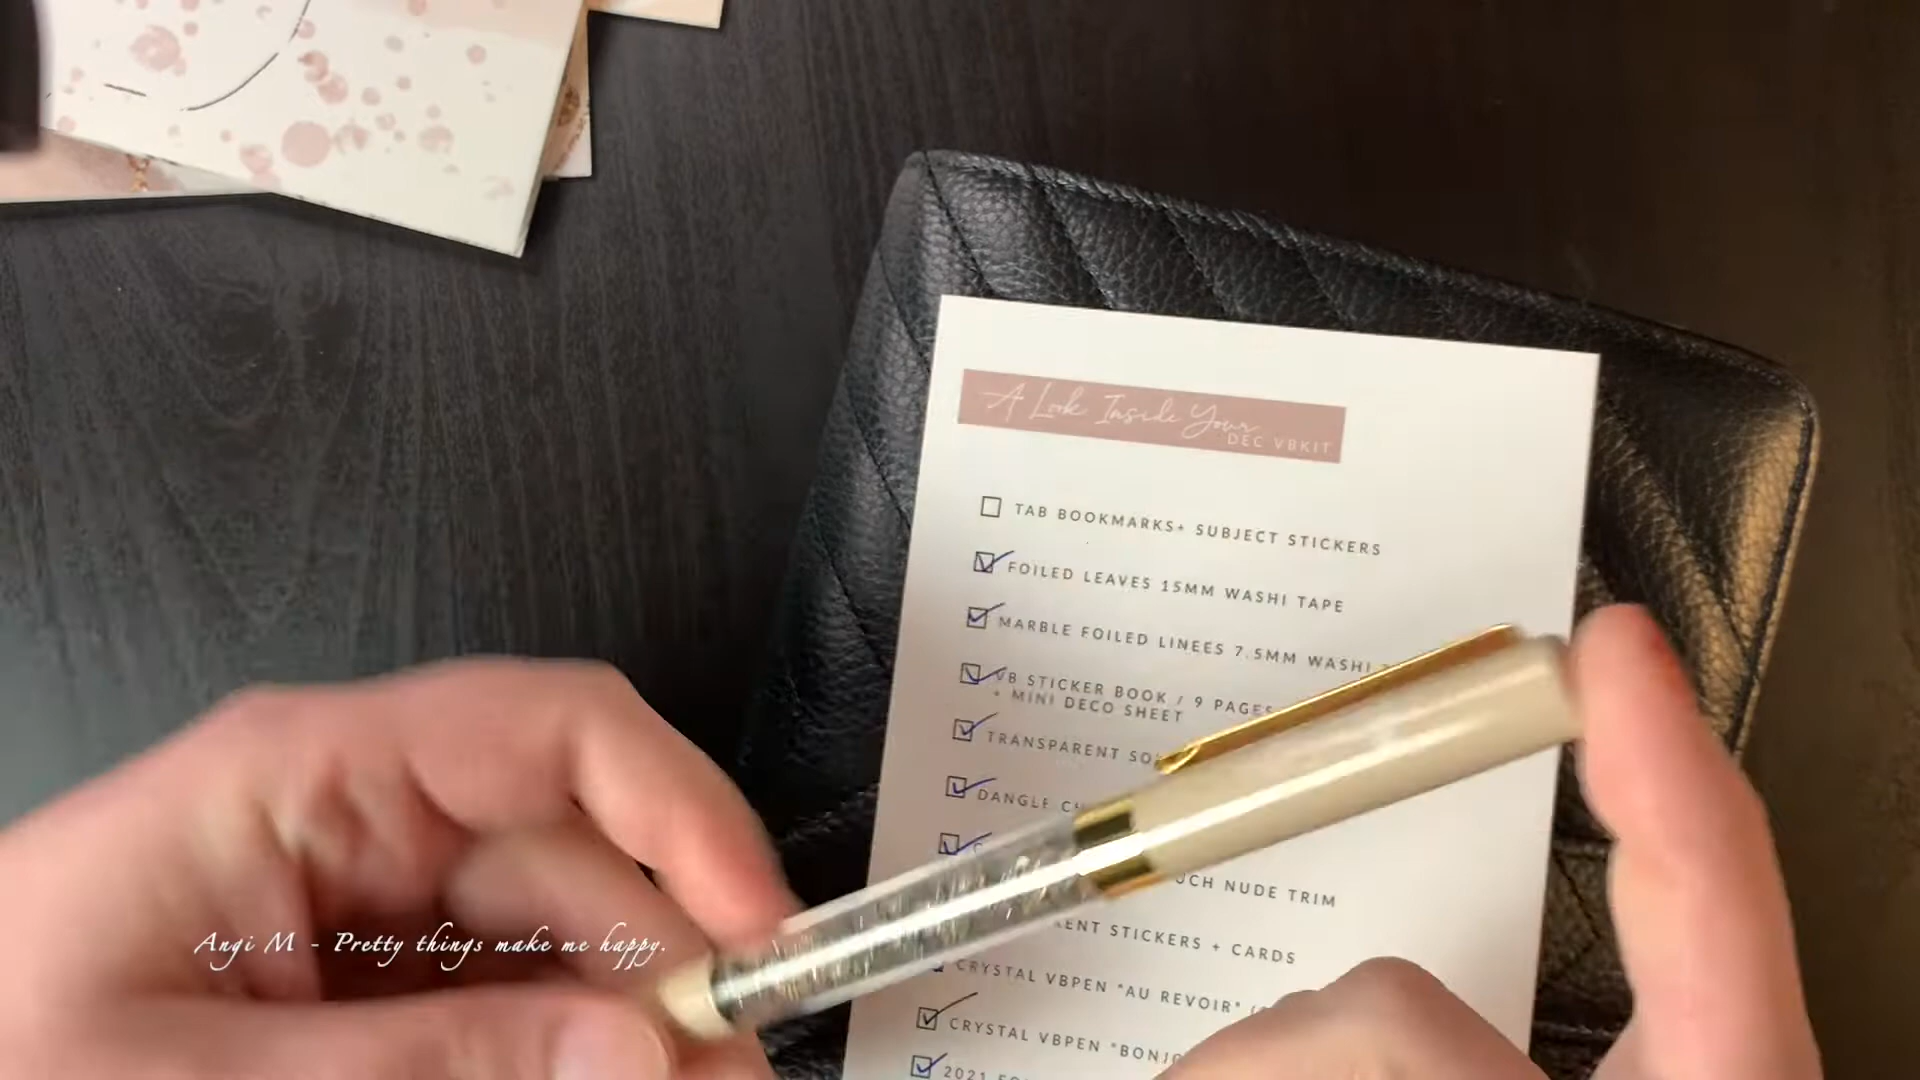 A Look Inside Your
DEC VBKIT
TAB BOOKMARKS+ SUBJECT STICKERS
FOILED LEAVES 15MM WASHI TAPE
MARBLE FOILED LINEES 7.5MM WASHI
VB STICKER BOOK / 9 PAGES
+ MINI DECO SHEET
TRANSPARENT
DANGLE
NUDE TRIM
STICKERS + CARDS
CRYSTAL VBPEN "AU REVOIR"
CRYSTAL VBPEN
2021
Angi M - Pretty things make me happy.